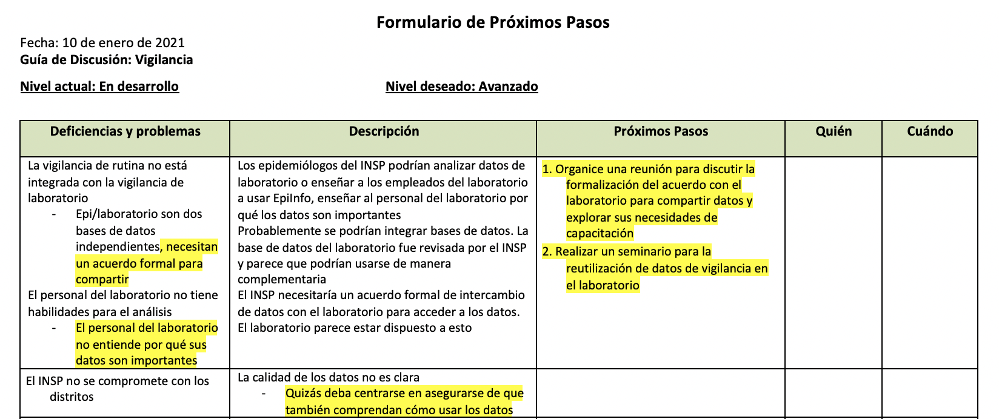 Formulario de Próximos Pasos
Fecha: 10 de enero de 2021
Guía de Discusión: Vigilancia
Nivel actual: En desarrollo
Nivel deseado: Avanzado
Deficiencias y problemas
Descripción
Próximos Pasos
Quién
Cuándo
La vigilancia de rutina no está
integrada con la vigilancia de
laboratorio
- Epi/laboratorio son dos
bases de datos
independientes, necesitan
un acuerdo formal para
compartir
El personal del laboratorio no tiene
habilidades para el análisis
- El personal del laboratorio
no entiende por qué sus
datos son importantes
Los epidemiólogos del INSP podrían analizar datos de
laboratorio o enseñar a los empleados del laboratorio
a usar EpiInfo, enseñar al personal del laboratorio por
qué los datos son importantes
Probablemente se podrían integrar bases de datos. La
base de datos del laboratorio fue revisada por el INSP
y parece que podrían usarse de manera
complementaria
El INSP necesitaría un acuerdo formal de intercambio
de datos con el laboratorio para acceder a los datos.
El laboratorio parece estar dispuesto a esto
1. Organice una reunión para discutir la
formalización del acuerdo con el
laboratorio para compartir datos y
explorar sus necesidades de
capacitación
2. Realizar un seminario para la
reutilización de datos de vigilancia en
el laboratorio
El INSP no se compromete con los
distritos
La calidad de los datos no es clara
- Quizás deba centrarse en asegurarse de que
también comprendan cómo usar los datos